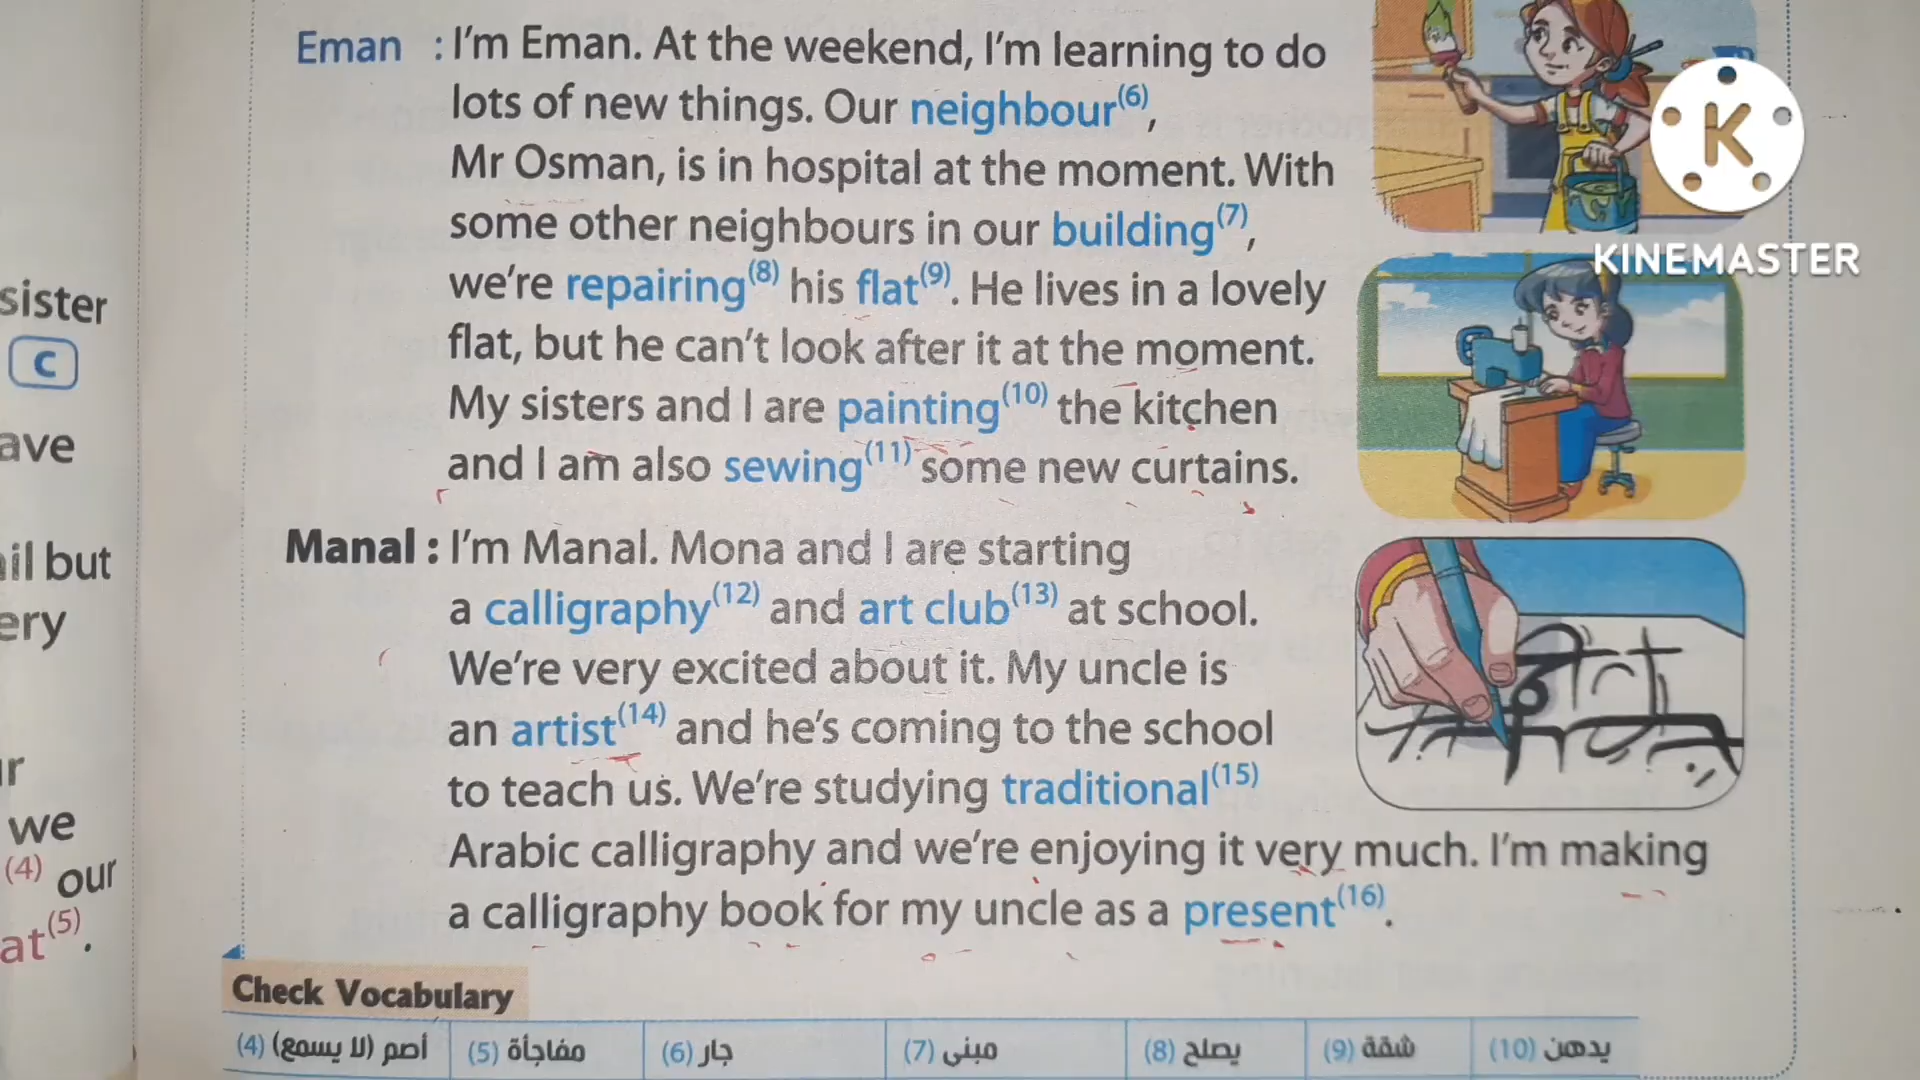 Eman : I'm Eman. At the weekend, I'm learning to do
lots of new things. Our neighbour(6),
Mr Osman, is in hospital at the moment. With
some other neighbours in our building(7),
we're repairing(8) his flat(9). He lives in a lovely
flat, but he can't look after it at the moment.
My sisters and I are painting(10) the kitchen
and I am also sewing(11) some new curtains.
Manal : I'm Manal. Mona and I are starting
a calligraphy(12) and art club(13) at school.
We're very excited about it. My uncle is
an artist(14) and he's coming to the school
to teach us. We're studying traditional(15)
Arabic calligraphy and we're enjoying it very much. I'm making
a calligraphy book for my uncle as a present(16).
Check Vocabulary
(4) أصم (لا يسمع) (5) مفاجأة (6) جار (7) مبنى (8) يصلح (9) شقة (10) يدهن
sister
C
we
(4) our
at(5).
K
KINEMASTER